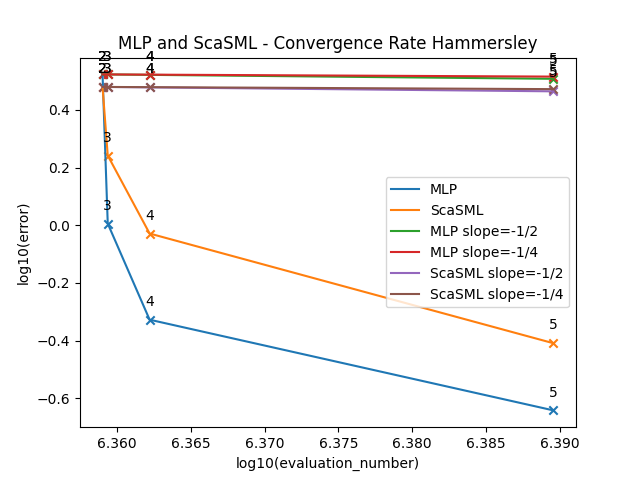 MLP and ScaSML - Convergence Rate Hammersley
2 3 4 5
2 3 4 5
5
3
3
4
4
5
5
0.4
0.2
0.0
−0.2
−0.4
−0.6
log10(error)
MLP
ScaSML
MLP slope=-1/2
MLP slope=-1/4
ScaSML slope=-1/2
ScaSML slope=-1/4
6.360 6.365 6.370 6.375 6.380 6.385 6.390
log10(evaluation_number)